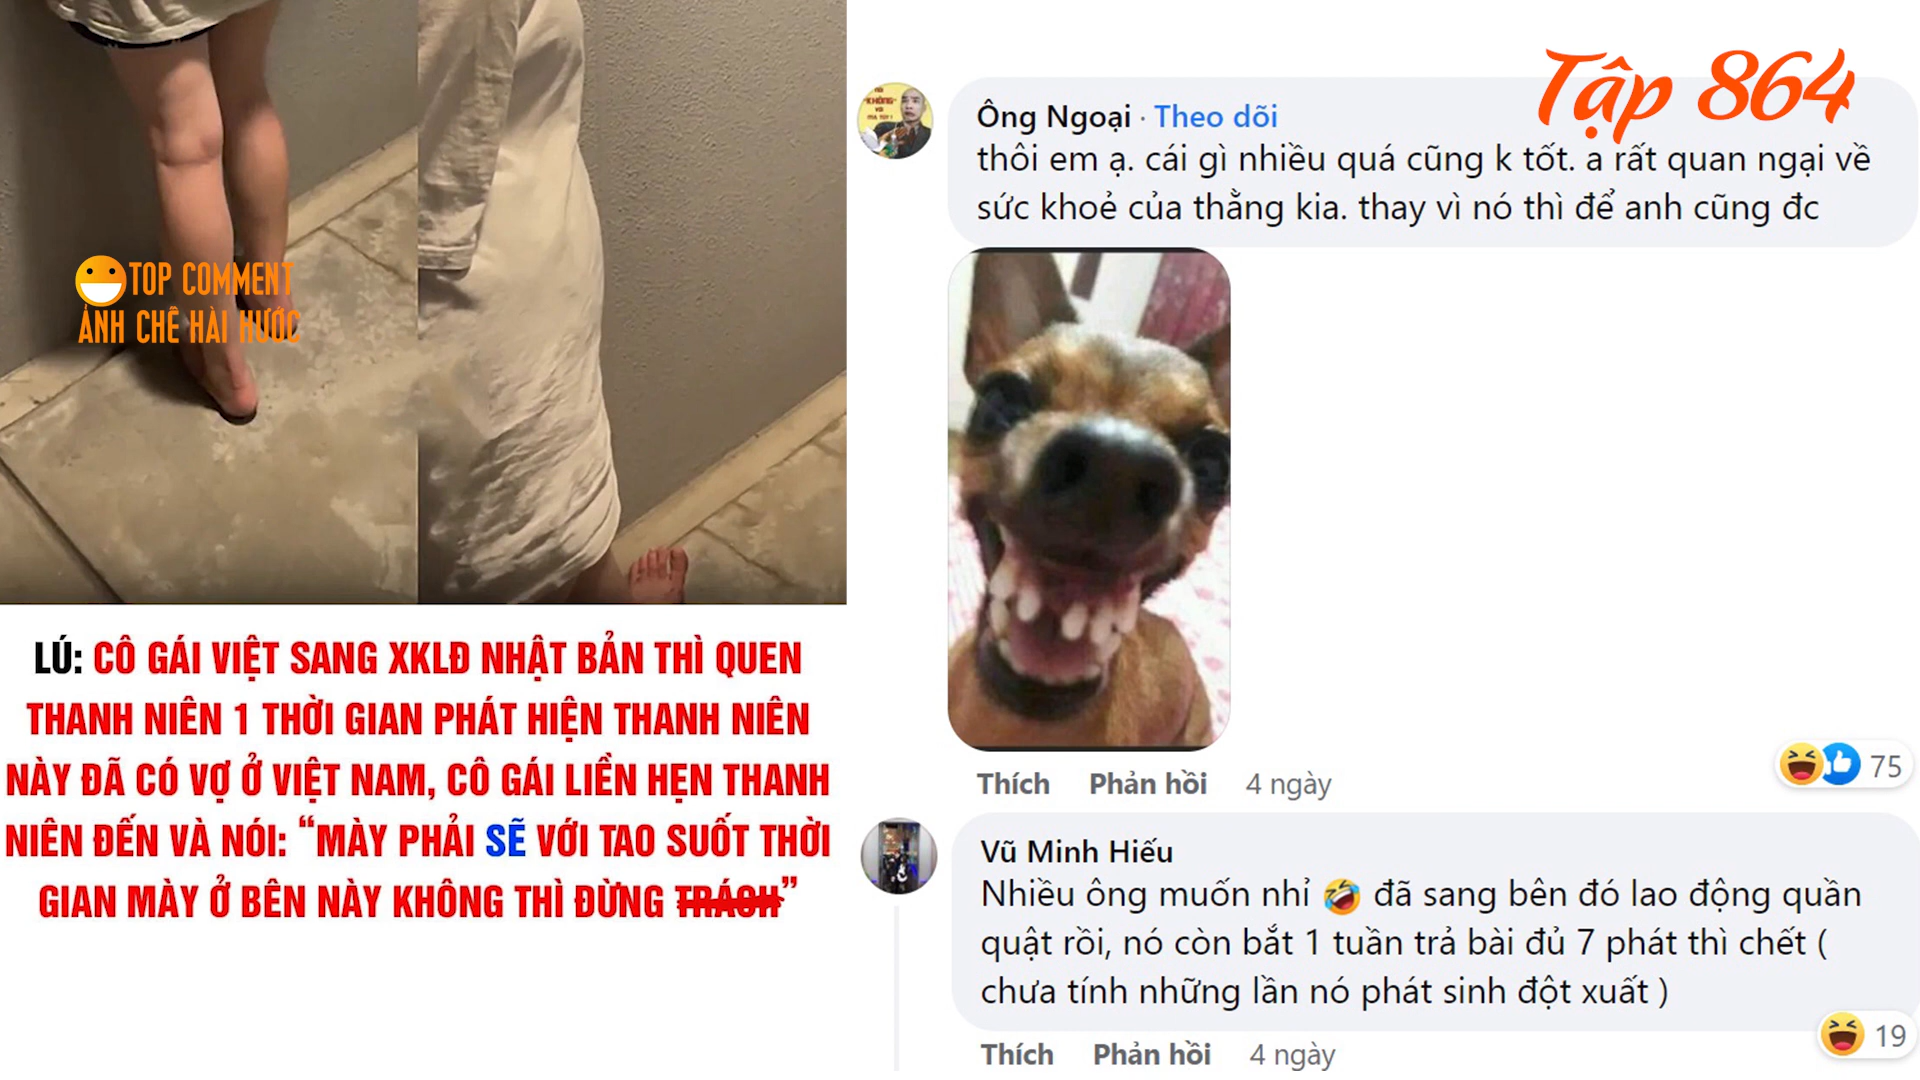 Tập 864
TOP COMMENT
ẢNH CHẾ HÀI HƯỚC
LÚ: CÔ GÁI VIỆT SANG XKLĐ NHẬT BẢN THÌ QUEN
THANH NIÊN 1 THỜI GIAN PHÁT HIỆN THANH NIÊN
NÀY ĐÃ CÓ VỢ Ở VIỆT NAM, CÔ GÁI LIỀN HẸN THANH
NIÊN ĐẾN VÀ NÓI: “MÀY PHẢI SẼ VỚI TAO SUỐT THỜI
GIAN MÀY Ở BÊN NÀY KHÔNG THÌ ĐỪNG TRÁCH”
Ông Ngoại · Theo dõi
thôi em ạ. cái gì nhiều quá cũng k tốt. a rất quan ngại về
sức khoẻ của thằng kia. thay vì nó thì để anh cũng đc
Thích Phản hồi 4 ngày
75
Vũ Minh Hiếu
Nhiều ông muốn nhỉ 🤣 đã sang bên đó lao động quần
quật rồi, nó còn bắt 1 tuần trả bài đủ 7 phát thì chết (
chưa tính những lần nó phát sinh đột xuất )
Thích Phản hồi 4 ngày
19